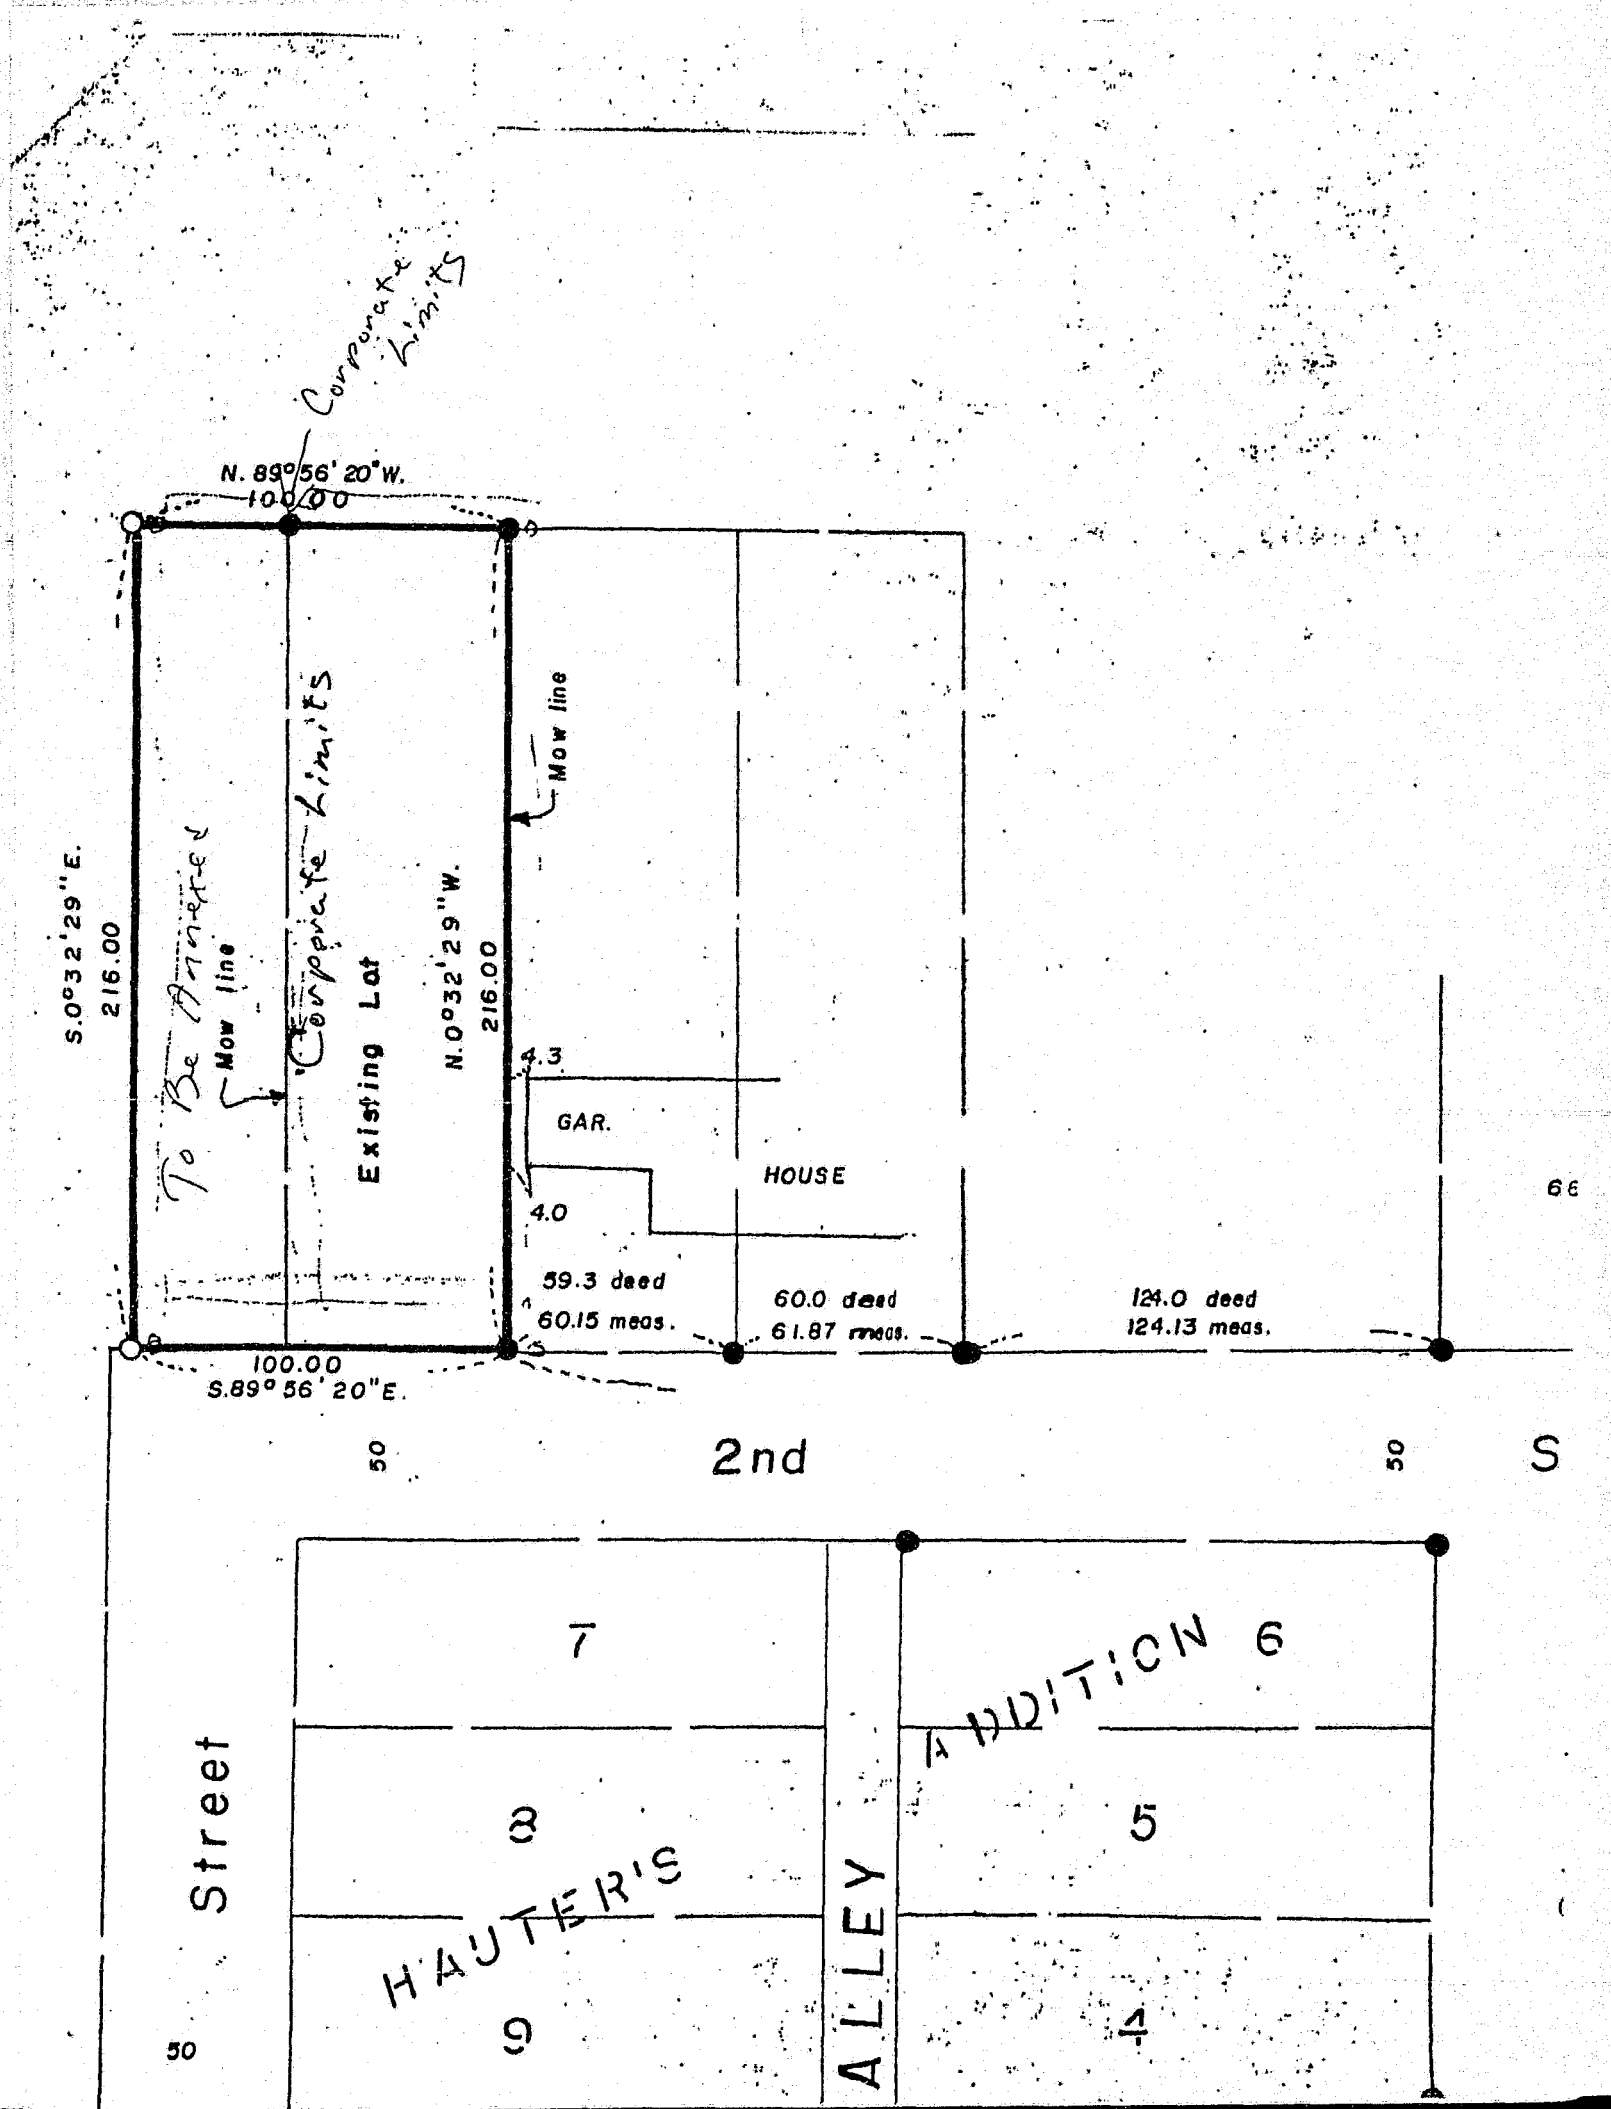 Corporate
Limits
N. 89°56'20"W.
100.00
S.0°32'29"E.
216.00
To Be Annexed
Mow line
Corporate Limits
Existing Lot
N.0°32'29"W.
216.00
Mow line
4.3
GAR.
HOUSE
4.0
66
59.3 deed
60.15 meas.
60.0 deed
61.87 meas.
124.0 deed
124.13 meas.
100.00
S.89°56'20"E.
50
2nd
50
S
7
6
ADDITION
Street
8
5
HAUTER'S
ALLEY
9
4
50